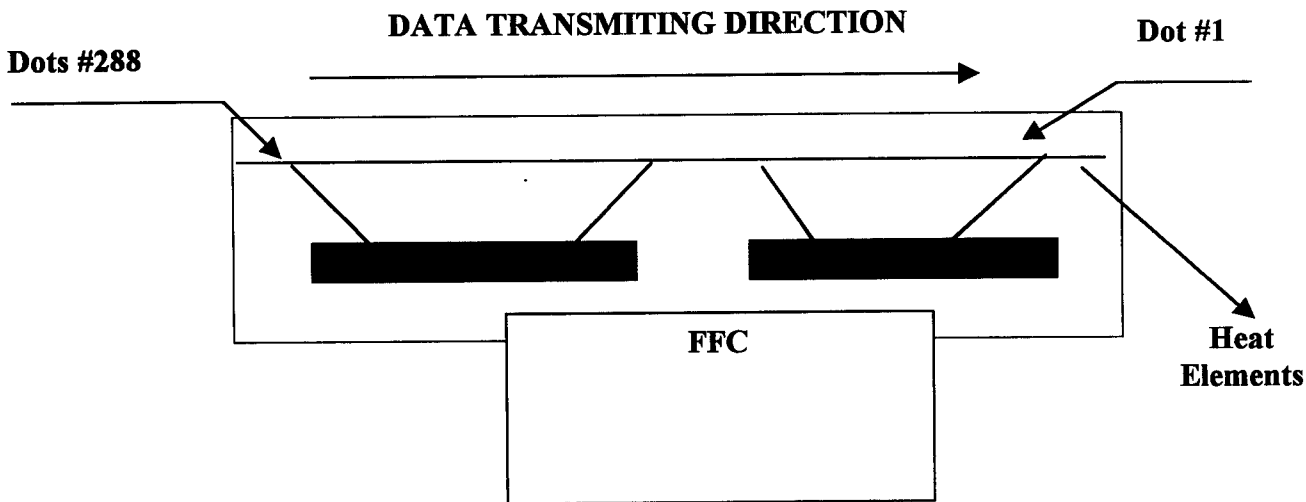 DATA TRANSMITING DIRECTION
Dot #1
Dots #288
FFC
Heat
Elements